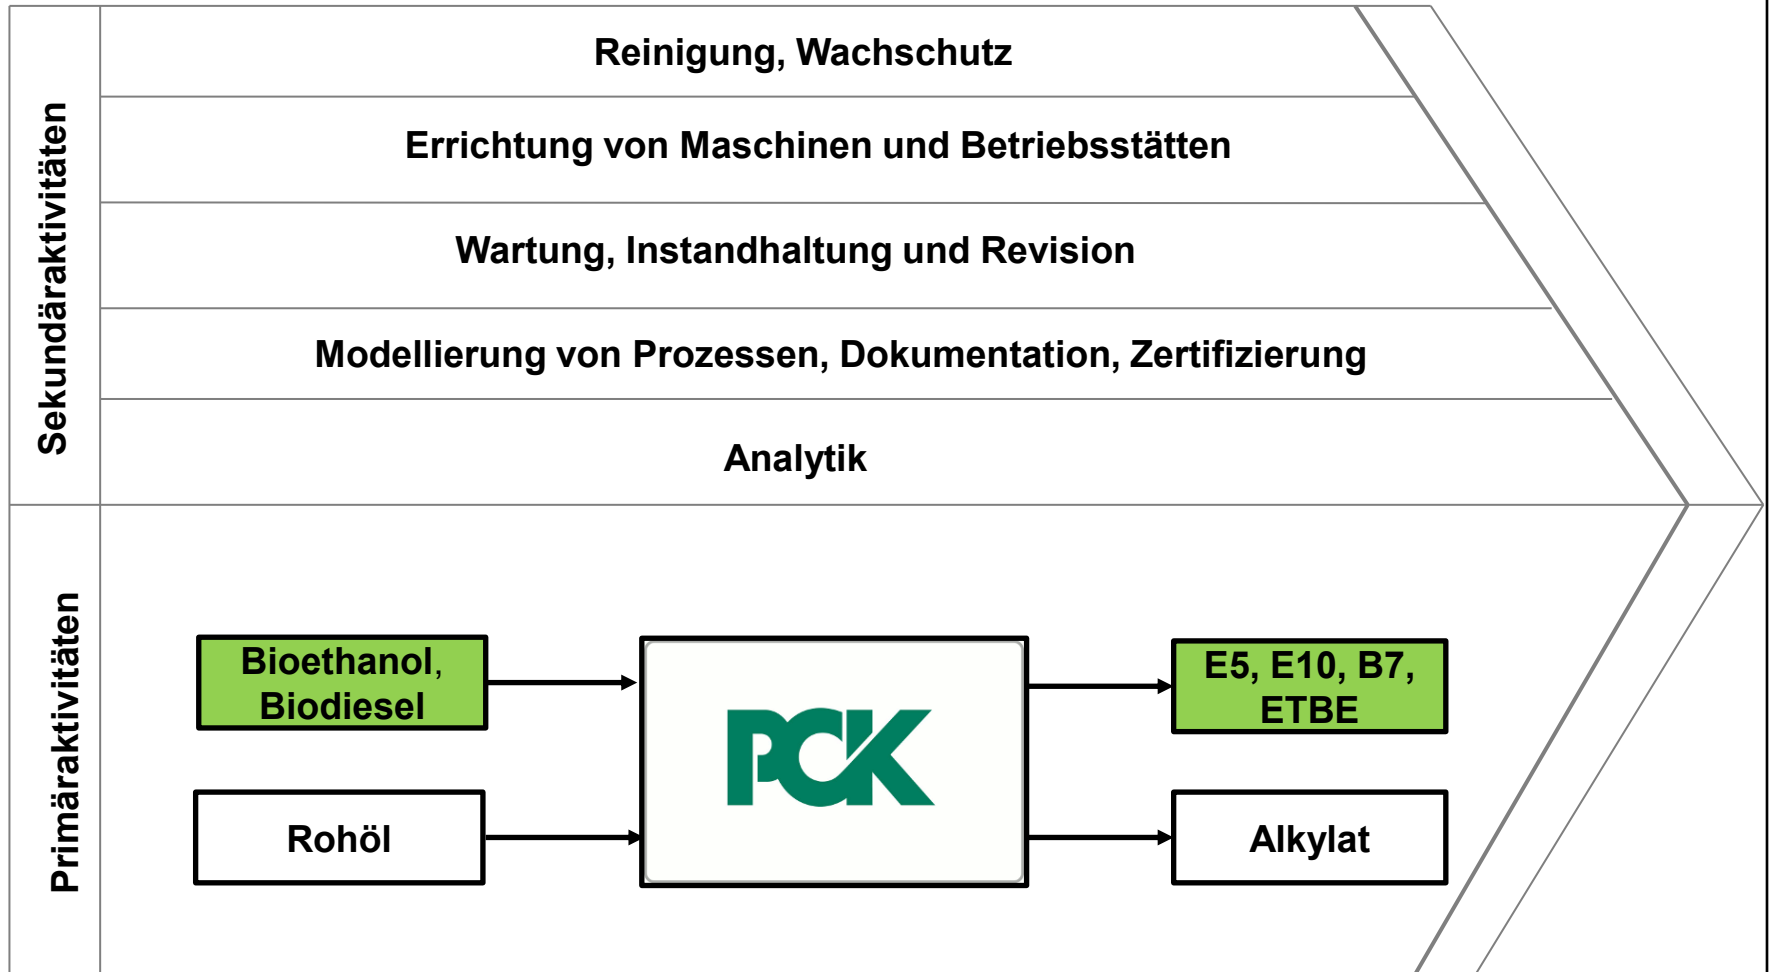 Sekundäraktivitäten
Reinigung, Wachschutz
Errichtung von Maschinen und Betriebsstätten
Wartung, Instandhaltung und Revision
Modellierung von Prozessen, Dokumentation, Zertifizierung
Analytik
Primäraktivitäten
Bioethanol,
Biodiesel
Rohöl
PCK
E5, E10, B7,
ETBE
Alkylat